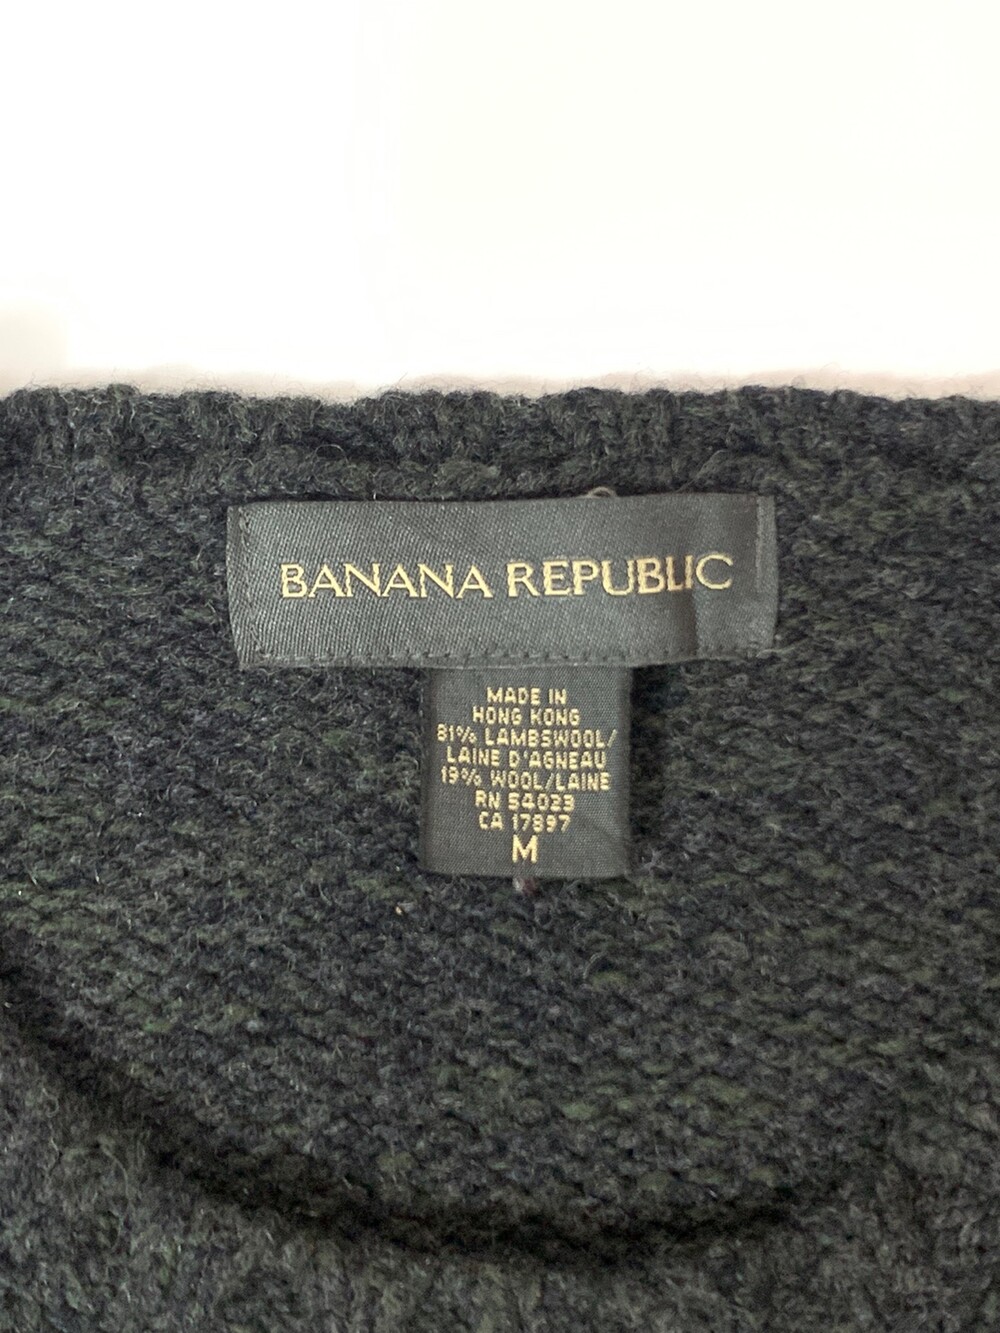 BANANA REPUBLIC
MADE IN
HONG KONG
81% LAMBSWOOL/
LAINE D'AGNEAU
19% WOOL/LAINE
RN 54023
CA 17897
M